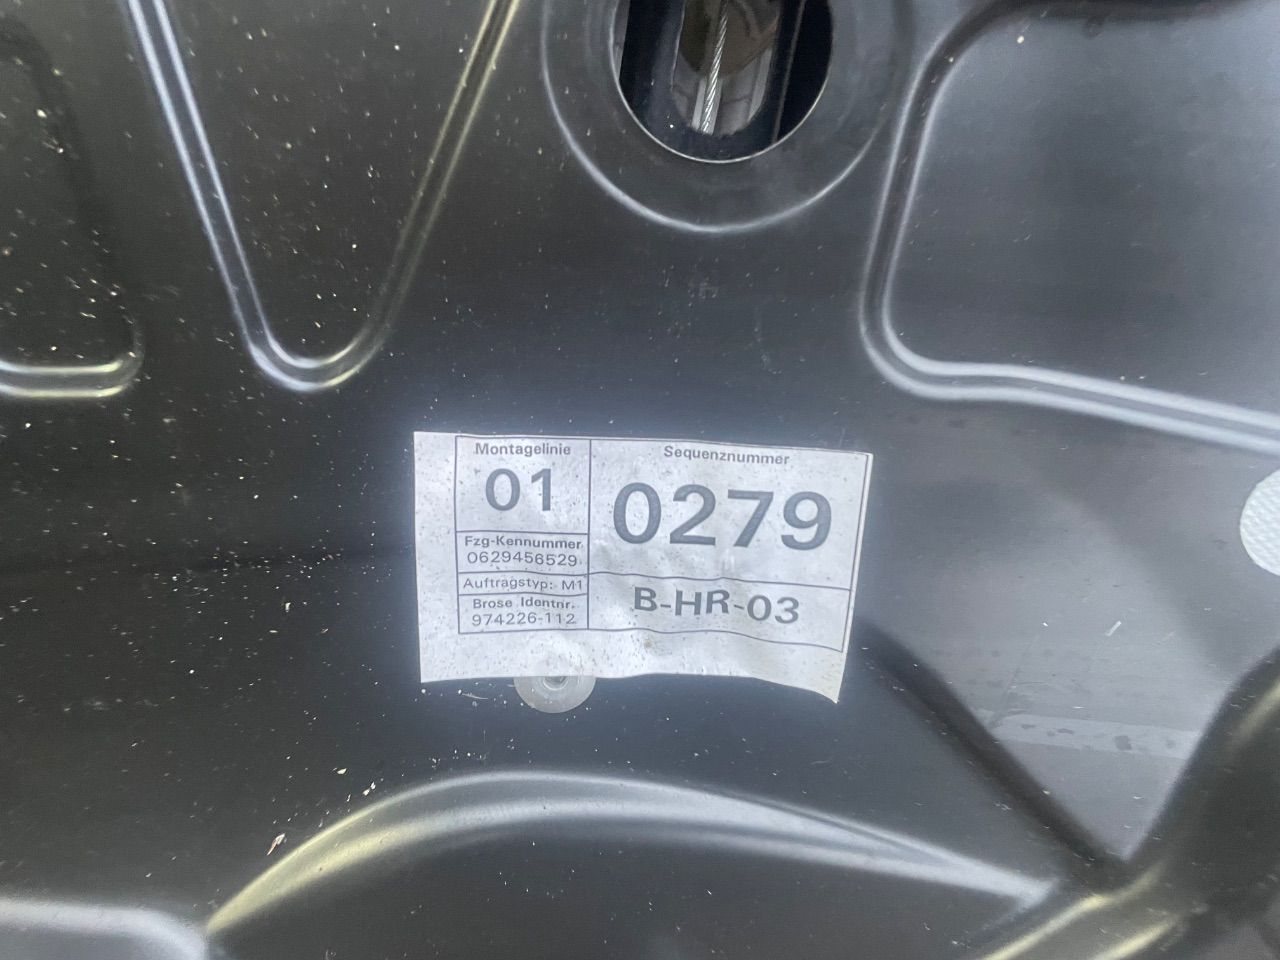 Montagelinie
01
Fzg-Kennummer
0629456529
Auftragstyp: M1
Brose Identnr.
974226-112
Sequenznummer
0279
B-HR-03